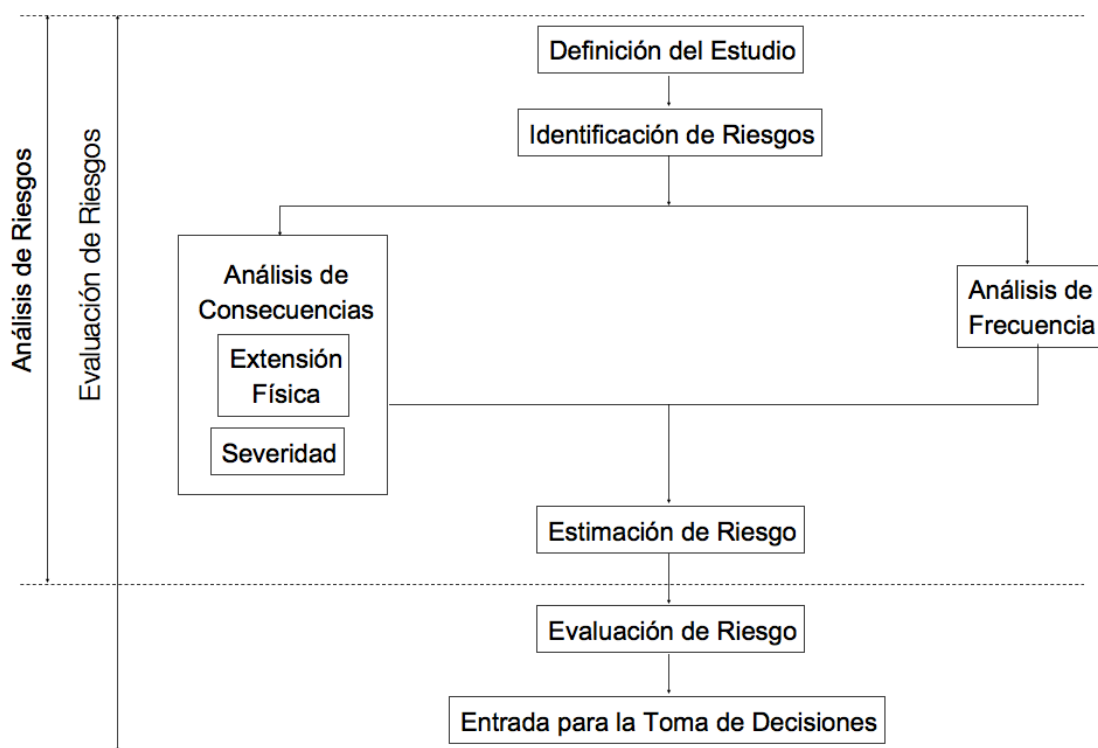 Análisis de Riesgos
Evaluación de Riesgos
Definición del Estudio
Identificación de Riesgos
Análisis de
Consecuencias
Extensión
Física
Severidad
Análisis de
Frecuencia
Estimación de Riesgo
Evaluación de Riesgo
Entrada para la Toma de Decisiones